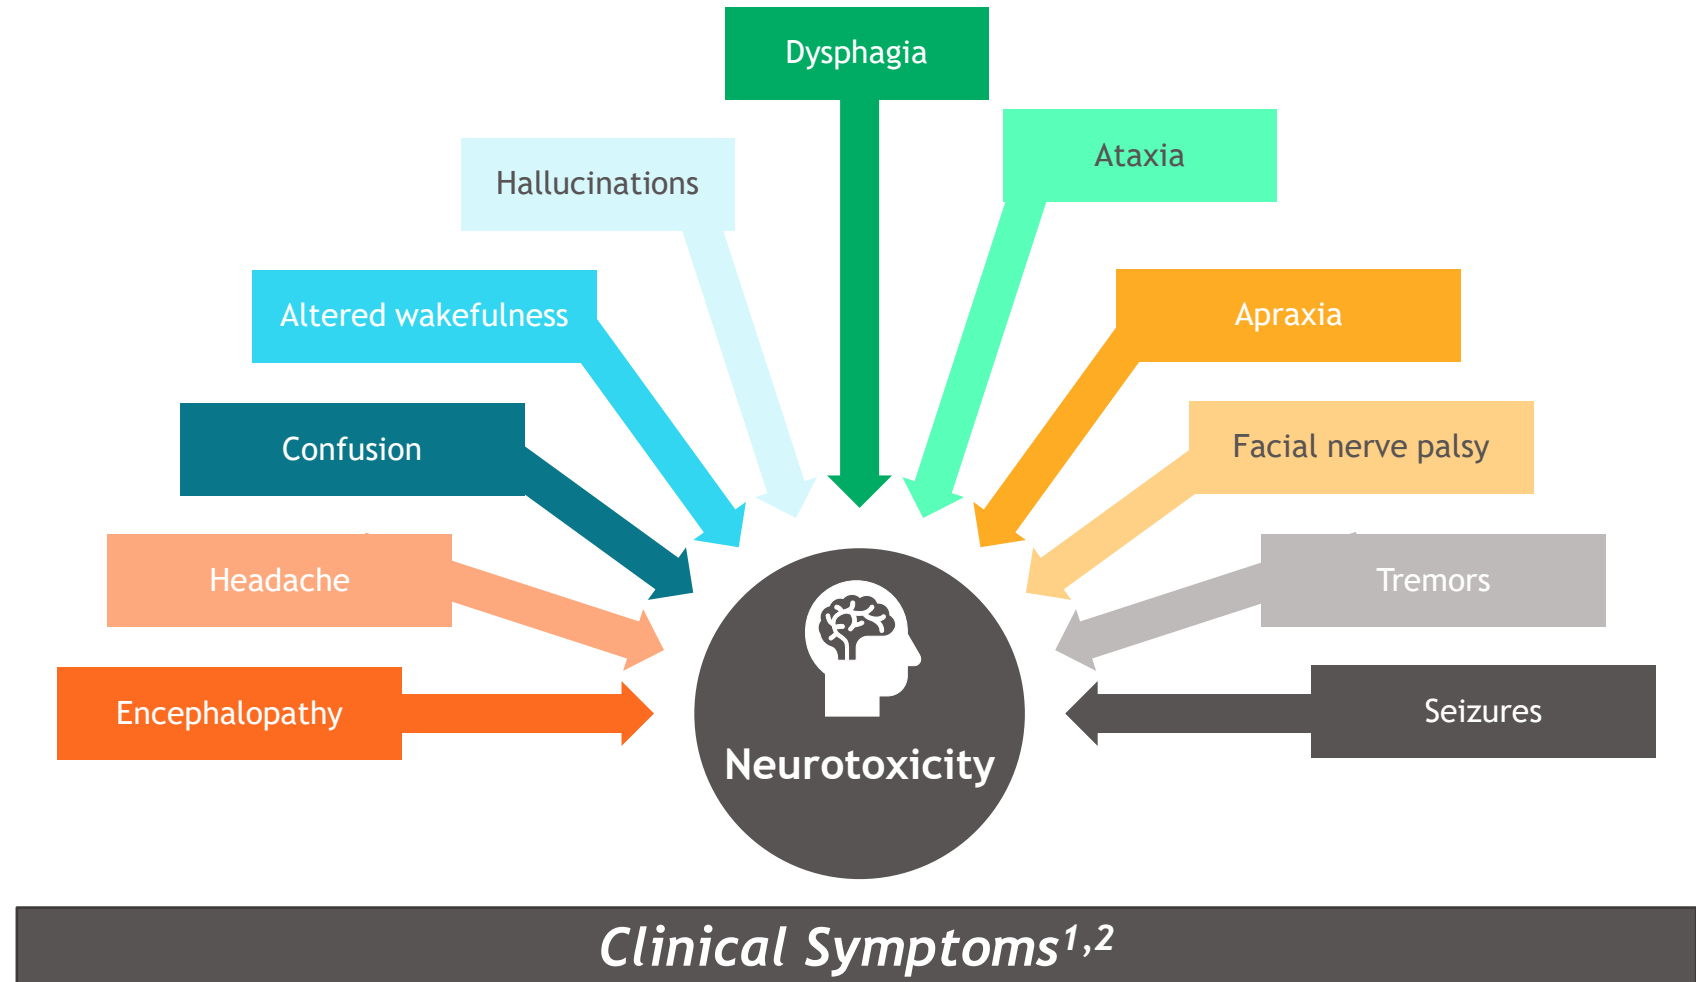 Dysphagia
Ataxia
Hallucinations
Altered wakefulness
Apraxia
Confusion
Facial nerve palsy
Headache
Tremors
Encephalopathy
Seizures
Neurotoxicity
Clinical Symptoms1,2